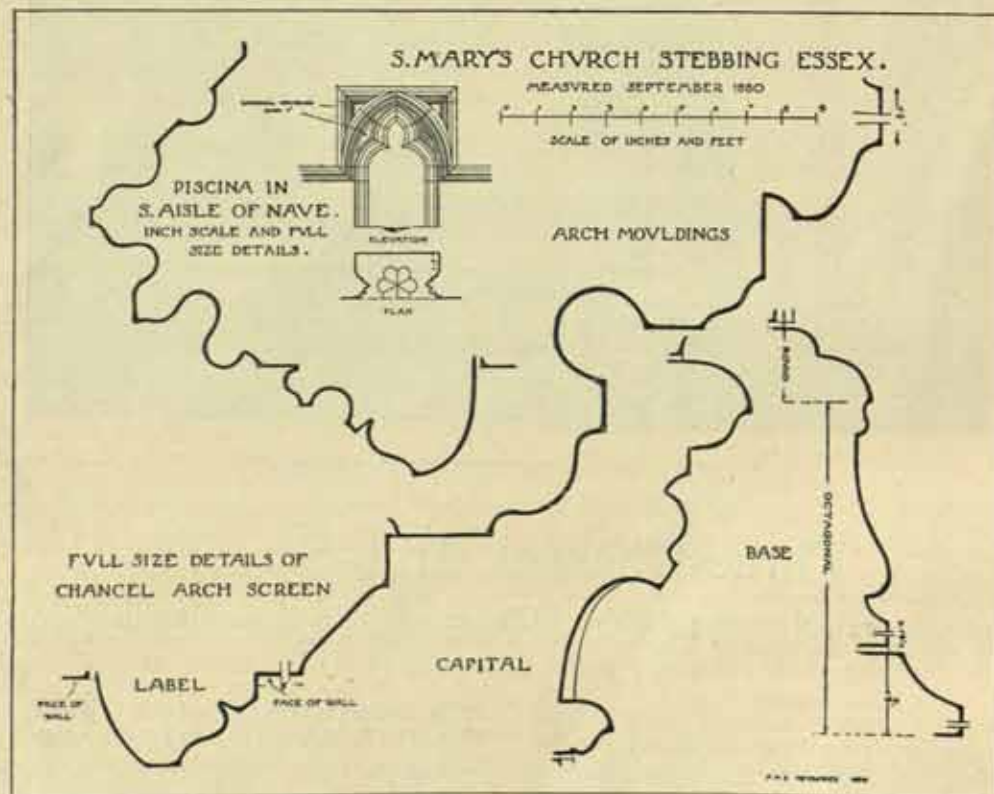 S. MARY'S CHVRCH STEBBING ESSEX.
MEASVRED SEPTEMBER 1880
SCALE OF INCHES AND FEET
PISCINA IN
S. AISLE OF NAVE.
INCH SCALE AND FVLL
SIZE DETAILS.
ELEVATION
PLAN
ARCH MOVLDINGS
ROVND
OCTAGONAL
BASE
FVLL SIZE DETAILS OF
CHANCEL ARCH SCREEN
CAPITAL
LABEL
FACE OF
WALL
FACE OF WALL